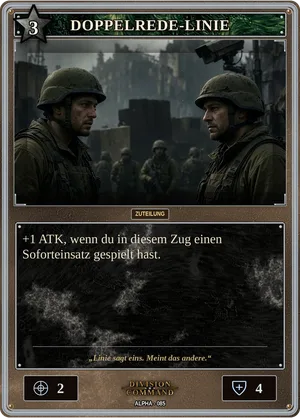 3
DOPPELREDE-LINIE
ZUTEILUNG
+1 ATK, wenn du in diesem Zug einen
Soforteinsatz gespielt hast.
„Linie sagt eins. Meint das andere.“
2
DIVISION
COMMAND
ALPHA 085
4